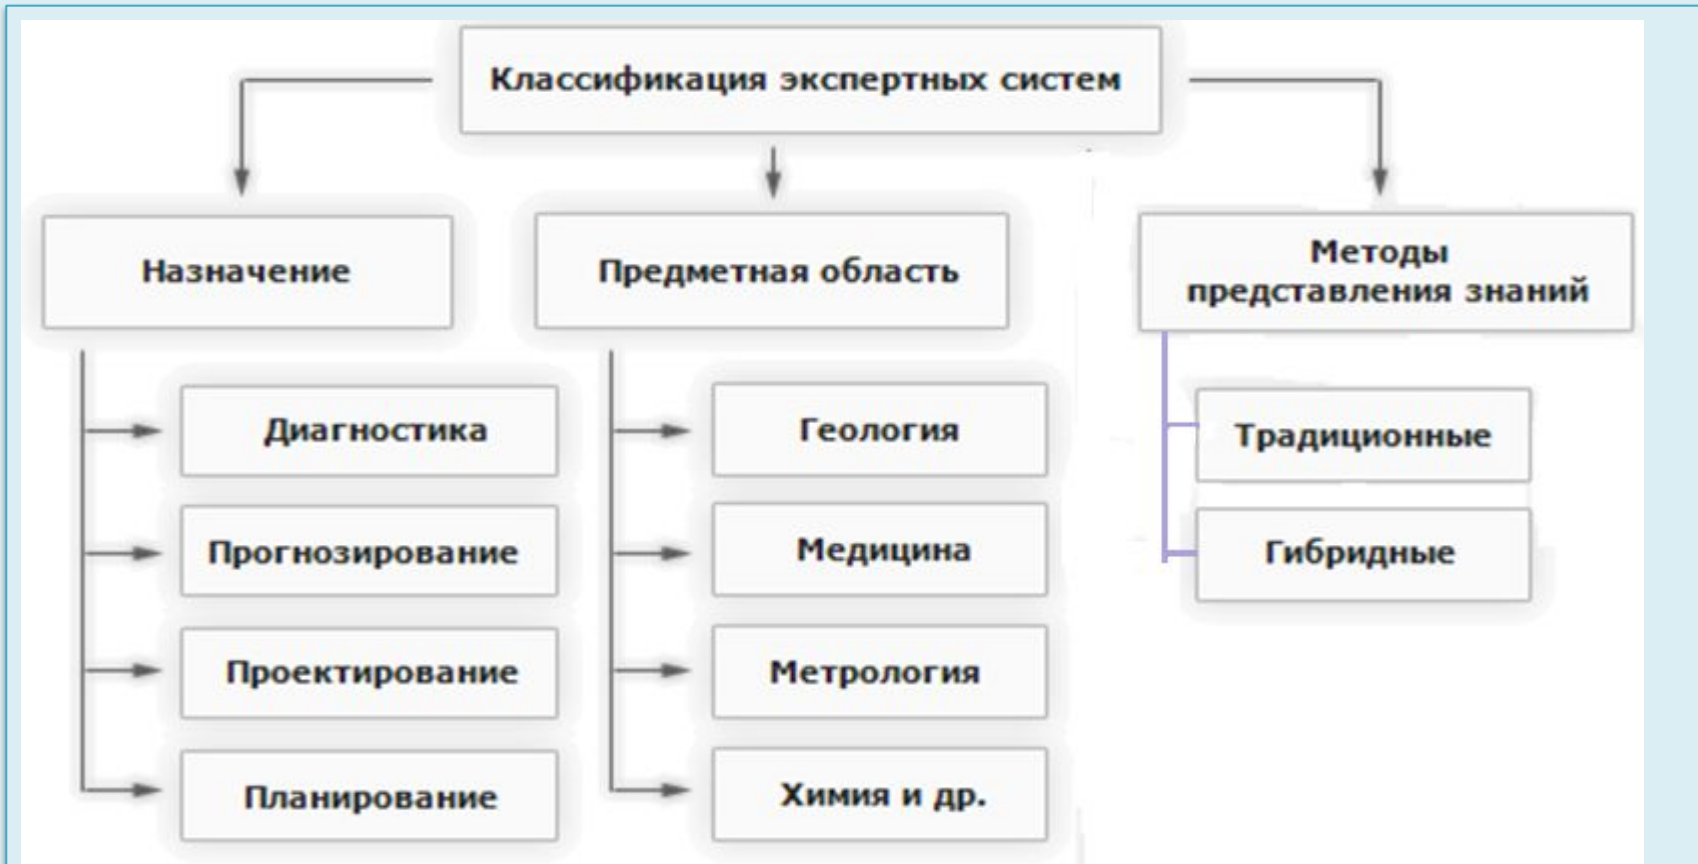 Классификация экспертных систем
Назначение
Диагностика
Прогнозирование
Проектирование
Планирование
Предметная область
Геология
Медицина
Метрология
Химия и др.
Методы
представления знаний
Традиционные
Гибридные